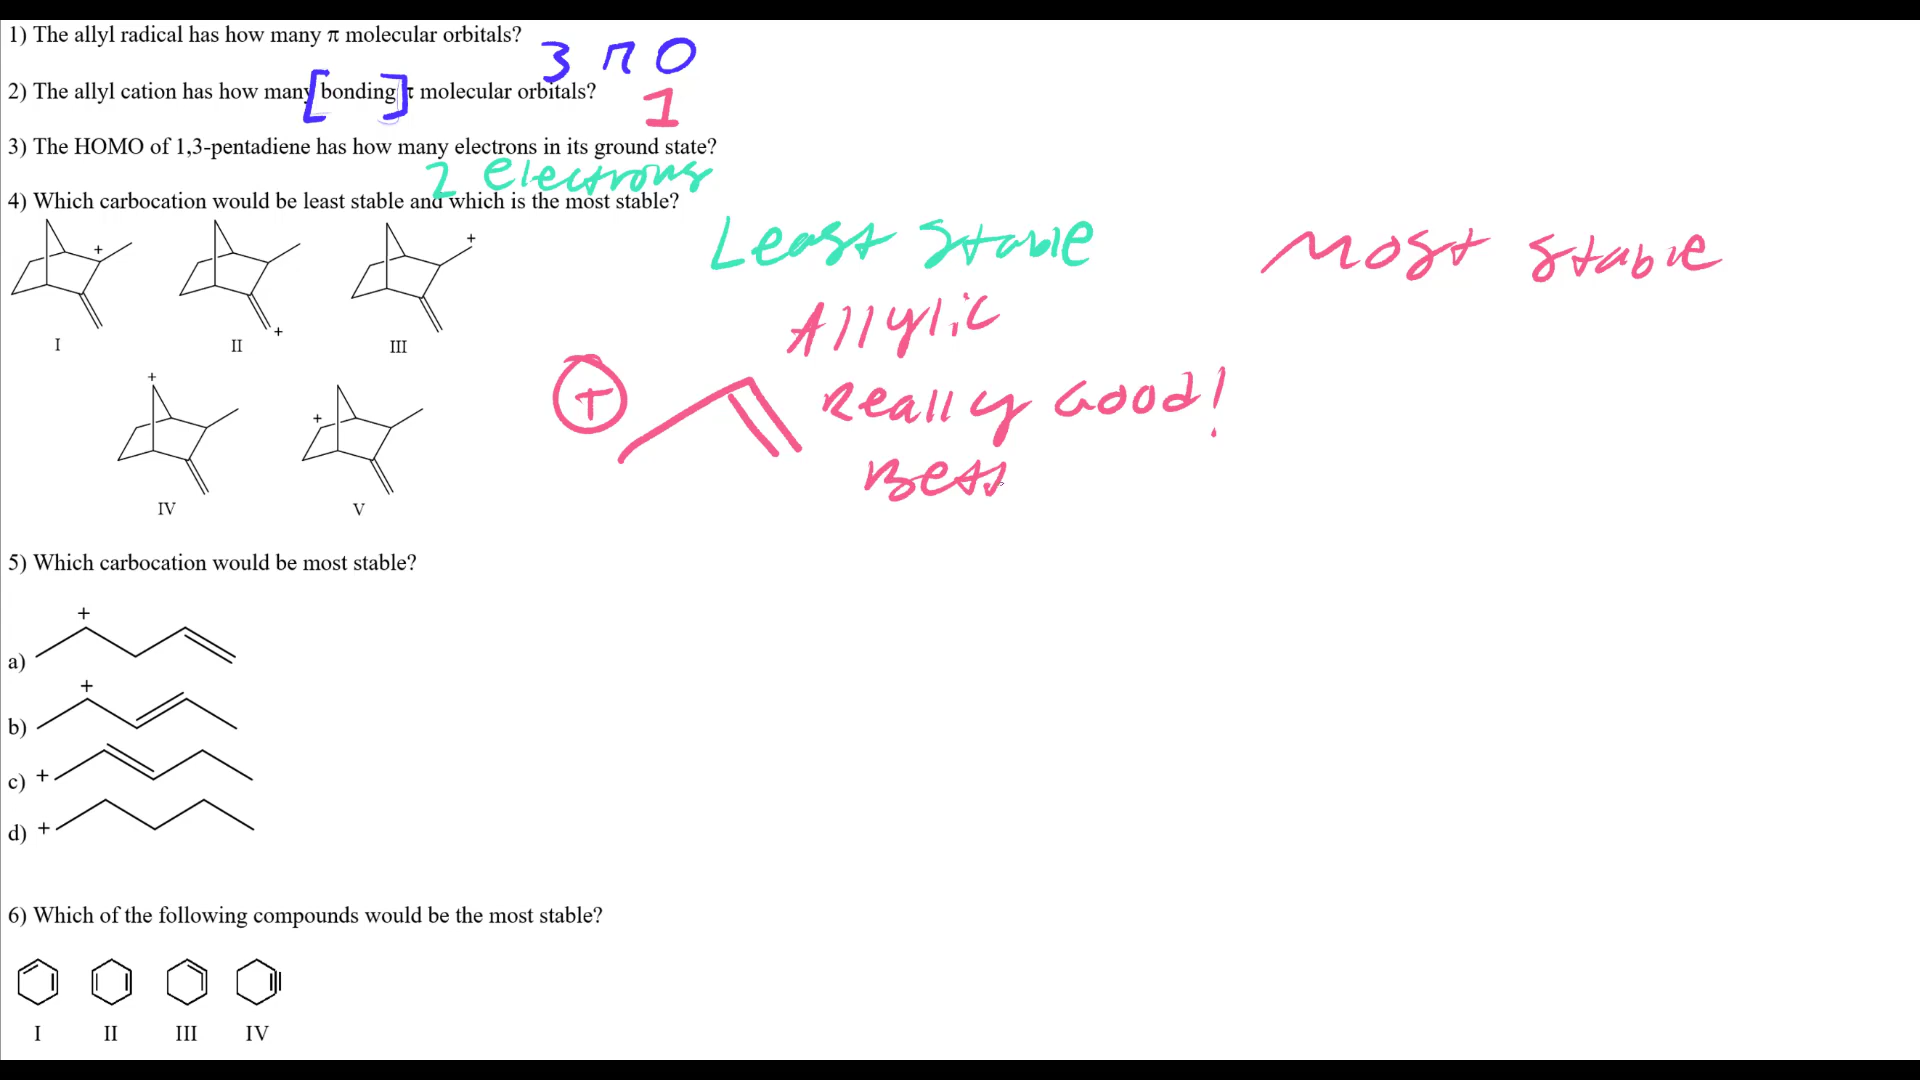 1) The allyl radical has how many π molecular orbitals?
3 π O
2) The allyl cation has how many [bonding] π molecular orbitals?
1
3) The HOMO of 1,3-pentadiene has how many electrons in its ground state?
2 electrons
4) Which carbocation would be least stable and which is the most stable?
Least stable
Most stable
+
+
+
I
II
III
Allylic
+
Really Good!
Best
+
+
IV
V
5) Which carbocation would be most stable?
+
a)
+
b)
c) +
d) +
6) Which of the following compounds would be the most stable?
I
II
III
IV